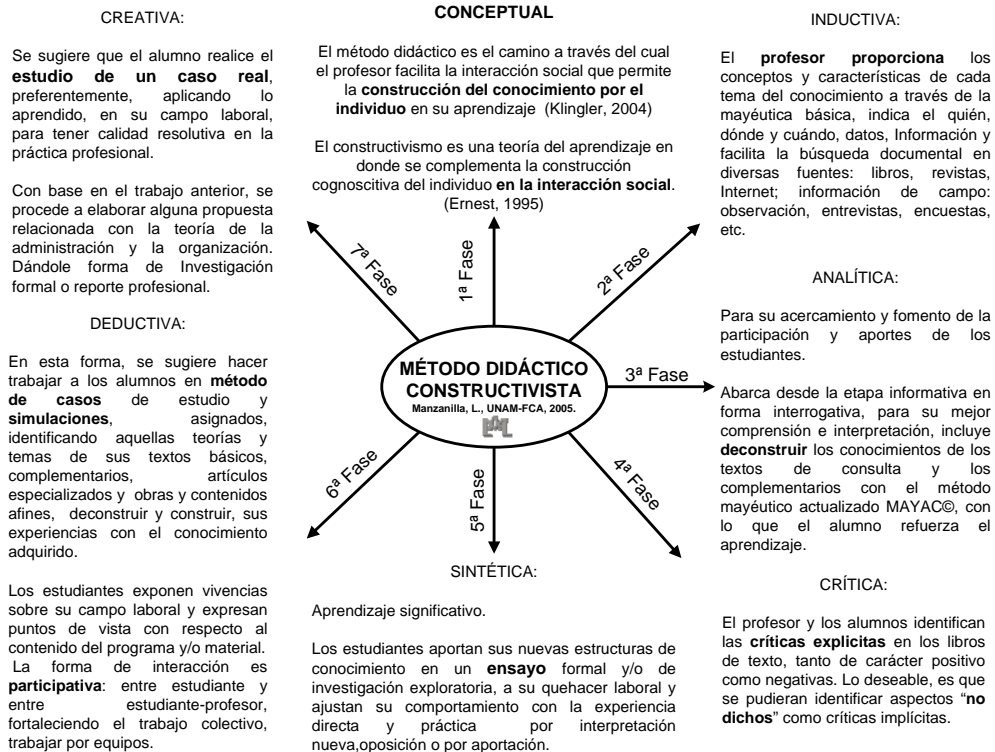 CONCEPTUAL
El método didáctico es el camino a través del cual
el profesor facilita la interacción social que permite
la construcción del conocimiento por el
individuo en su aprendizaje (Klingler, 2004)
El constructivismo es una teoría del aprendizaje en
donde se complementa la construcción
cognoscitiva del individuo en la interacción social.
(Ernest, 1995)
1ª Fase
INDUCTIVA:
El profesor proporciona los
conceptos y características de cada
tema del conocimiento a través de la
mayéutica básica, indica el quién,
dónde y cuándo, datos, Información y
facilita la búsqueda documental en
diversas fuentes: libros, revistas,
Internet; información de campo:
observación, entrevistas, encuestas,
etc.
2ª Fase
ANALÍTICA:
Para su acercamiento y fomento de la
participación y aportes de los
estudiantes.
Abarca desde la etapa informativa en
forma interrogativa, para su mejor
comprensión e interpretación, incluye
deconstruir los conocimientos de los
textos de consulta y los
complementarios con el método
mayéutico actualizado MAYAC©, con
lo que el alumno refuerza el
aprendizaje.
3ª Fase
CRÍTICA:
El profesor y los alumnos identifican
las críticas explicitas en los libros
de texto, tanto de carácter positivo
como negativas. Lo deseable, es que
se pudieran identificar aspectos “no
dichos” como críticas implícitas.
4ª Fase
SINTÉTICA:
Aprendizaje significativo.
Los estudiantes aportan sus nuevas estructuras de
conocimiento en un ensayo formal y/o de
investigación exploratoria, a su quehacer laboral y
ajustan su comportamiento con la experiencia
directa y práctica por interpretación
nueva,oposición o por aportación.
5ª Fase
DEDUCTIVA:
En esta forma, se sugiere hacer
trabajar a los alumnos en método
de casos de estudio y
simulaciones, asignados,
identificando aquellas teorías y
temas de sus textos básicos,
complementarios, artículos
especializados y obras y contenidos
afines, deconstruir y construir, sus
experiencias con el conocimiento
adquirido.
Los estudiantes exponen vivencias
sobre su campo laboral y expresan
puntos de vista con respecto al
contenido del programa y/o material.
La forma de interacción es
participativa: entre estudiante y
entre estudiante-profesor,
fortaleciendo el trabajo colectivo,
trabajar por equipos.
6ª Fase
CREATIVA:
Se sugiere que el alumno realice el
estudio de un caso real,
preferentemente, aplicando lo
aprendido, en su campo laboral,
para tener calidad resolutiva en la
práctica profesional.
Con base en el trabajo anterior, se
procede a elaborar alguna propuesta
relacionada con la teoría de la
administración y la organización.
Dándole forma de Investigación
formal o reporte profesional.
7ª Fase
MÉTODO DIDÁCTICO
CONSTRUCTIVISTA
Manzanilla, L., UNAM-FCA, 2005.